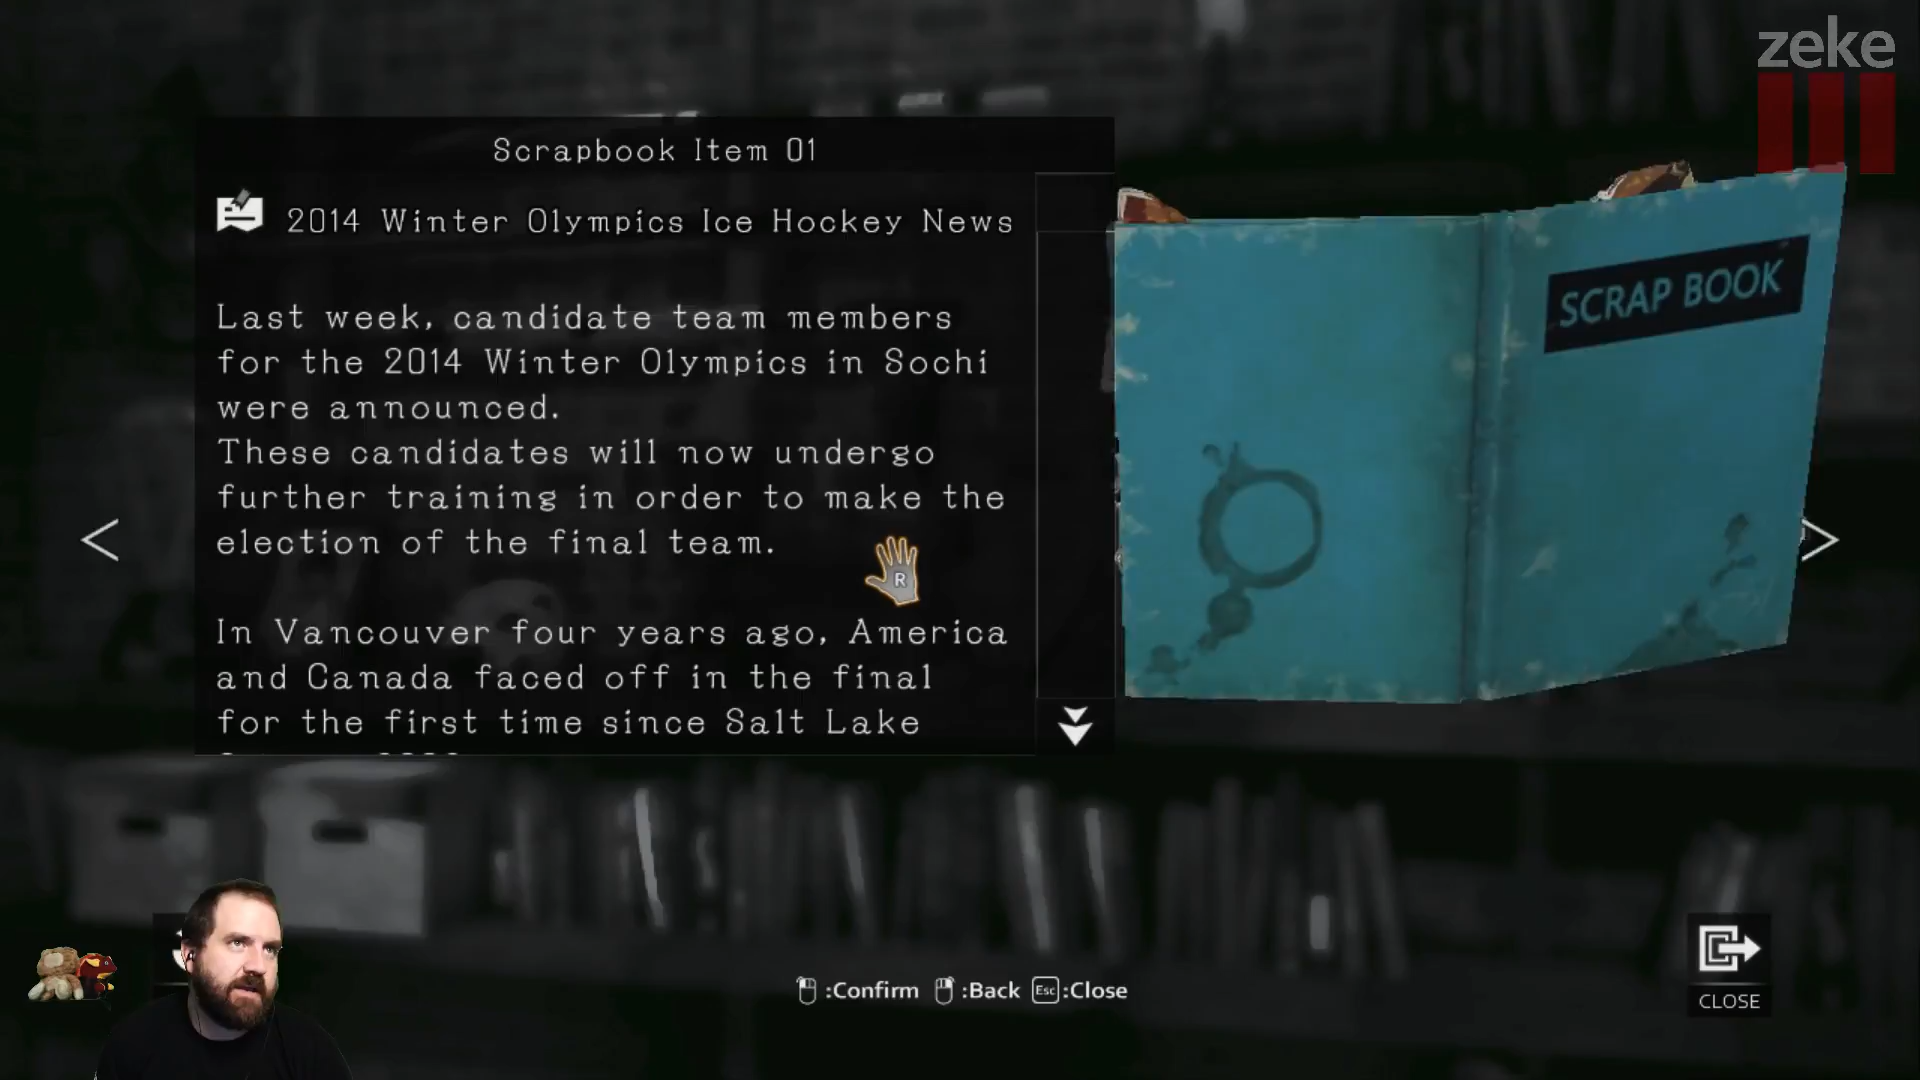 zeke
III
Scrapbook Item 01
2014 Winter Olympics Ice Hockey News
Last week, candidate team members
for the 2014 Winter Olympics in Sochi
were announced.
These candidates will now undergo
further training in order to make the
election of the final team.
In Vancouver four years ago, America
and Canada faced off in the final
for the first time since Salt Lake
SCRAP BOOK
R
:Confirm :Back Esc :Close
CLOSE